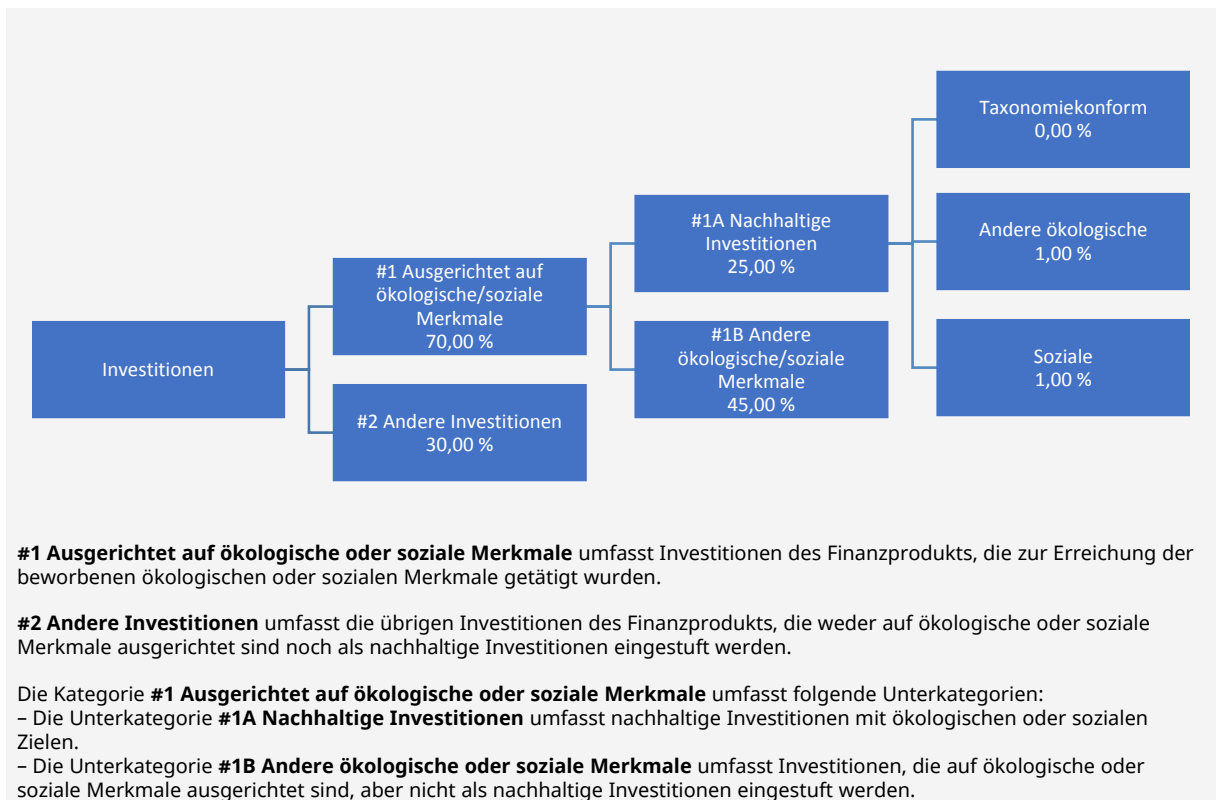 Investitionen
#1 Ausgerichtet auf
ökologische/soziale
Merkmale
70,00 %
#2 Andere Investitionen
30,00 %
#1A Nachhaltige
Investitionen
25,00 %
#1B Andere
ökologische/soziale
Merkmale
45,00 %
Taxonomiekonform
0,00 %
Andere ökologische
1,00 %
Soziale
1,00 %
#1 Ausgerichtet auf ökologische oder soziale Merkmale umfasst Investitionen des Finanzprodukts, die zur Erreichung der
beworbenen ökologischen oder sozialen Merkmale getätigt wurden.
#2 Andere Investitionen umfasst die übrigen Investitionen des Finanzprodukts, die weder auf ökologische oder soziale
Merkmale ausgerichtet sind noch als nachhaltige Investitionen eingestuft werden.
Die Kategorie #1 Ausgerichtet auf ökologische oder soziale Merkmale umfasst folgende Unterkategorien:
– Die Unterkategorie #1A Nachhaltige Investitionen umfasst nachhaltige Investitionen mit ökologischen oder sozialen
Zielen.
– Die Unterkategorie #1B Andere ökologische oder soziale Merkmale umfasst Investitionen, die auf ökologische oder
soziale Merkmale ausgerichtet sind, aber nicht als nachhaltige Investitionen eingestuft werden.